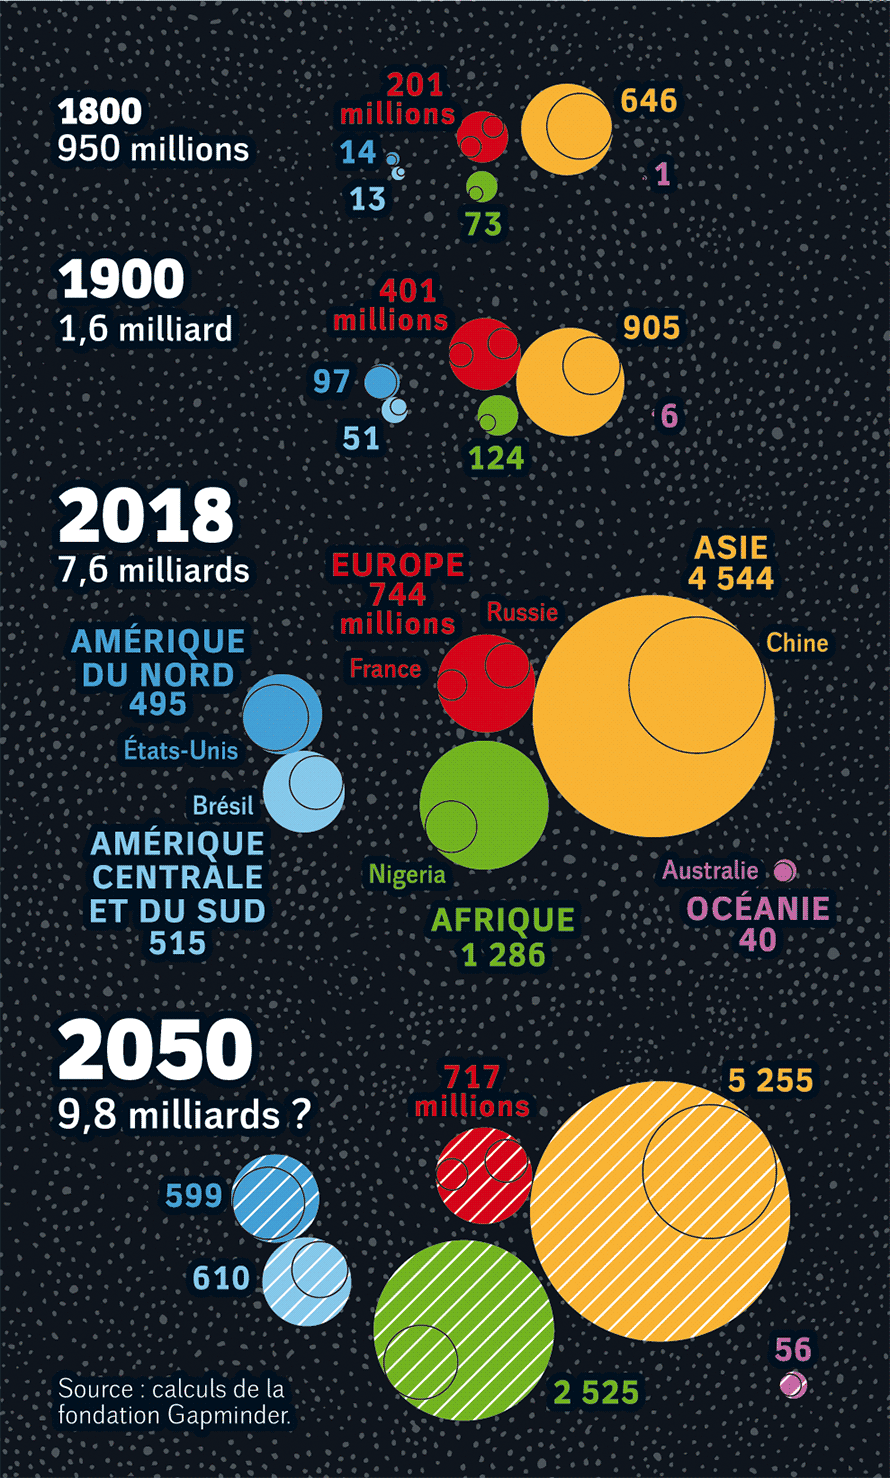 1800
950 millions
201
millions
646
14
13
73
1
1900
1,6 milliard
401
millions
905
97
51
124
6
2018
7,6 milliards
EUROPE
744
millions
ASIE
4 544
Russie
France
Chine
AMÉRIQUE
DU NORD
495
États-Unis
Brésil
AMÉRIQUE
CENTRALE
ET DU SUD
515
Nigeria
AFRIQUE
1 286
Australie
OCÉANIE
40
2050
9,8 milliards ?
717
millions
5 255
599
610
2 525
56
Source : calculs de la
fondation Gapminder.